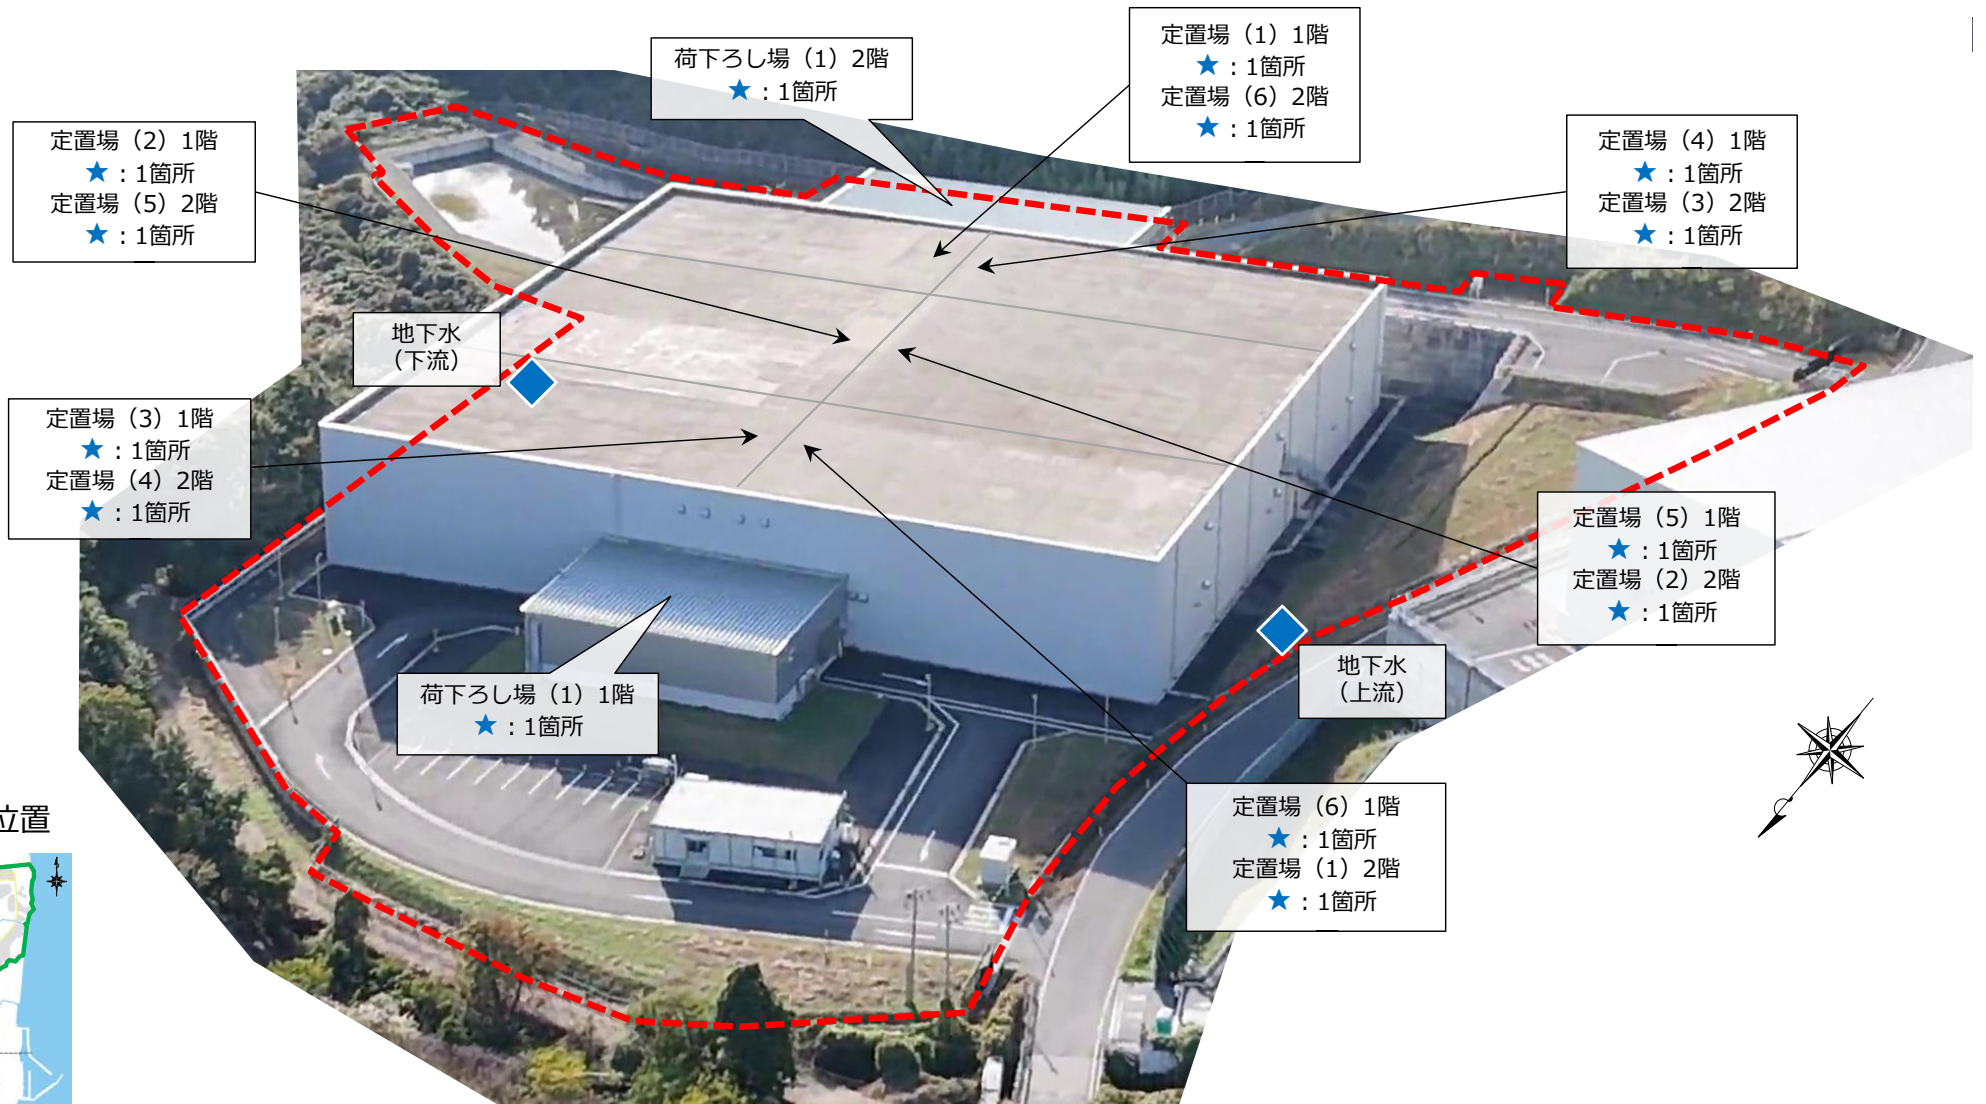 荷下ろし場（1）2階
★：1箇所
定置場（1）1階
★：1箇所
定置場（6）2階
★：1箇所
定置場（2）1階
★：1箇所
定置場（5）2階
★：1箇所
定置場（4）1階
★：1箇所
定置場（3）2階
★：1箇所
地下水
（下流）
定置場（3）1階
★：1箇所
定置場（4）2階
★：1箇所
定置場（5）1階
★：1箇所
定置場（2）2階
★：1箇所
地下水
（上流）
荷下ろし場（1）1階
★：1箇所
定置場（6）1階
★：1箇所
定置場（1）2階
★：1箇所
位置